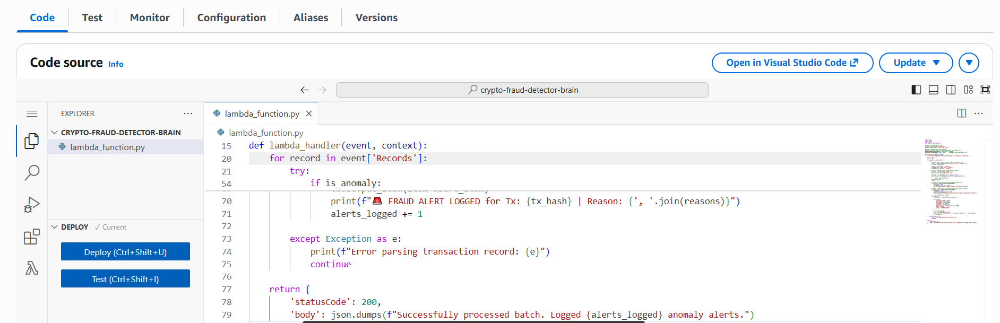 Code
Test
Monitor
Configuration
Aliases
Versions
Code source Info
Open in Visual Studio Code
Update
crypto-fraud-detector-brain
EXPLORER
lambda_function.py
CRYPTO-FRAUD-DETECTOR-BRAIN
lambda_function.py
DEPLOY ✓ Current
Deploy (Ctrl+Shift+U)
Test (Ctrl+Shift+I)
lambda_function.py
15 def lambda_handler(event, context):
20 for record in event['Records']:
21 try:
54 if is_anomaly:
70 print(f"🚨 FRAUD ALERT LOGGED for Tx: {tx_hash} | Reason: {', '.join(reasons)}")
71 alerts_logged += 1
72
73 except Exception as e:
74 print(f"Error parsing transaction record: {e}")
75 continue
76
77 return {
78 'statusCode': 200,
79 'body': json.dumps(f"Successfully processed batch. Logged {alerts_logged} anomaly alerts.")